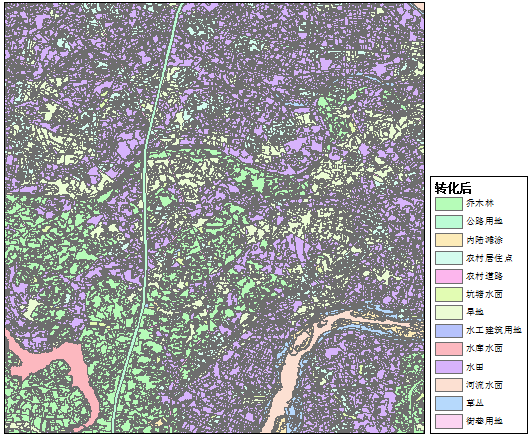 转化后
乔木林
公路用地
内陆滩涂
农村居住点
农村道路
坑塘水面
旱地
水工建筑用地
水库水面
水田
河流水面
草丛
街巷用地